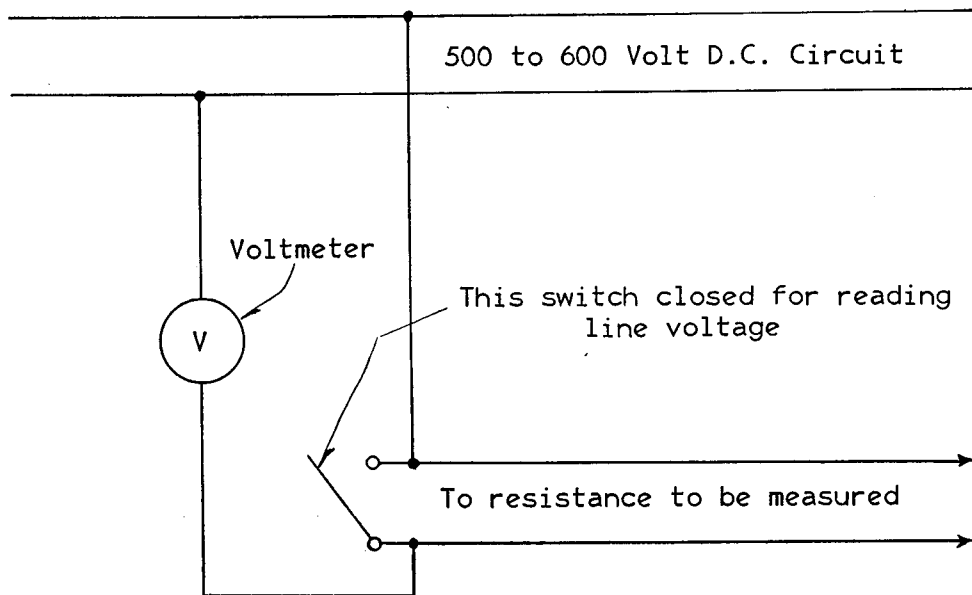 500 to 600 Volt D.C. Circuit
Voltmeter
V
This switch closed for reading
line voltage
To resistance to be measured